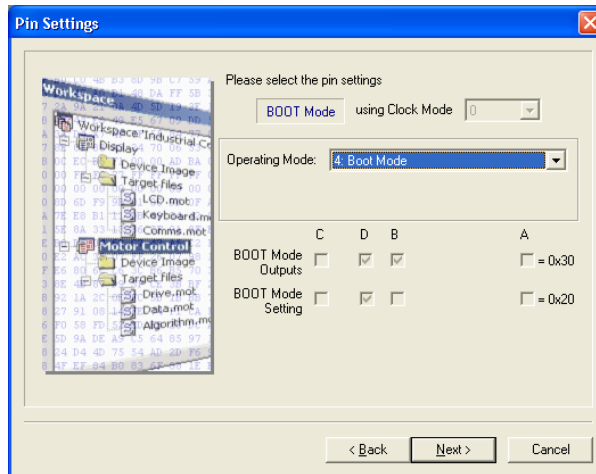 Pin Settings
Please select the pin settings
BOOT Mode using Clock Mode 0
Operating Mode: 4: Boot Mode
C D B A
BOOT Mode Outputs = 0x30
BOOT Mode Setting = 0x20
Workspace
Workspace 'Industrial Co
Display
Device Image
Target files
LCD.mot
Keyboard.m
Comms.mot
Motor Control
Device Image
Target files
Drive.mot
Data.mot
Algorithm.mo
< Back Next > Cancel